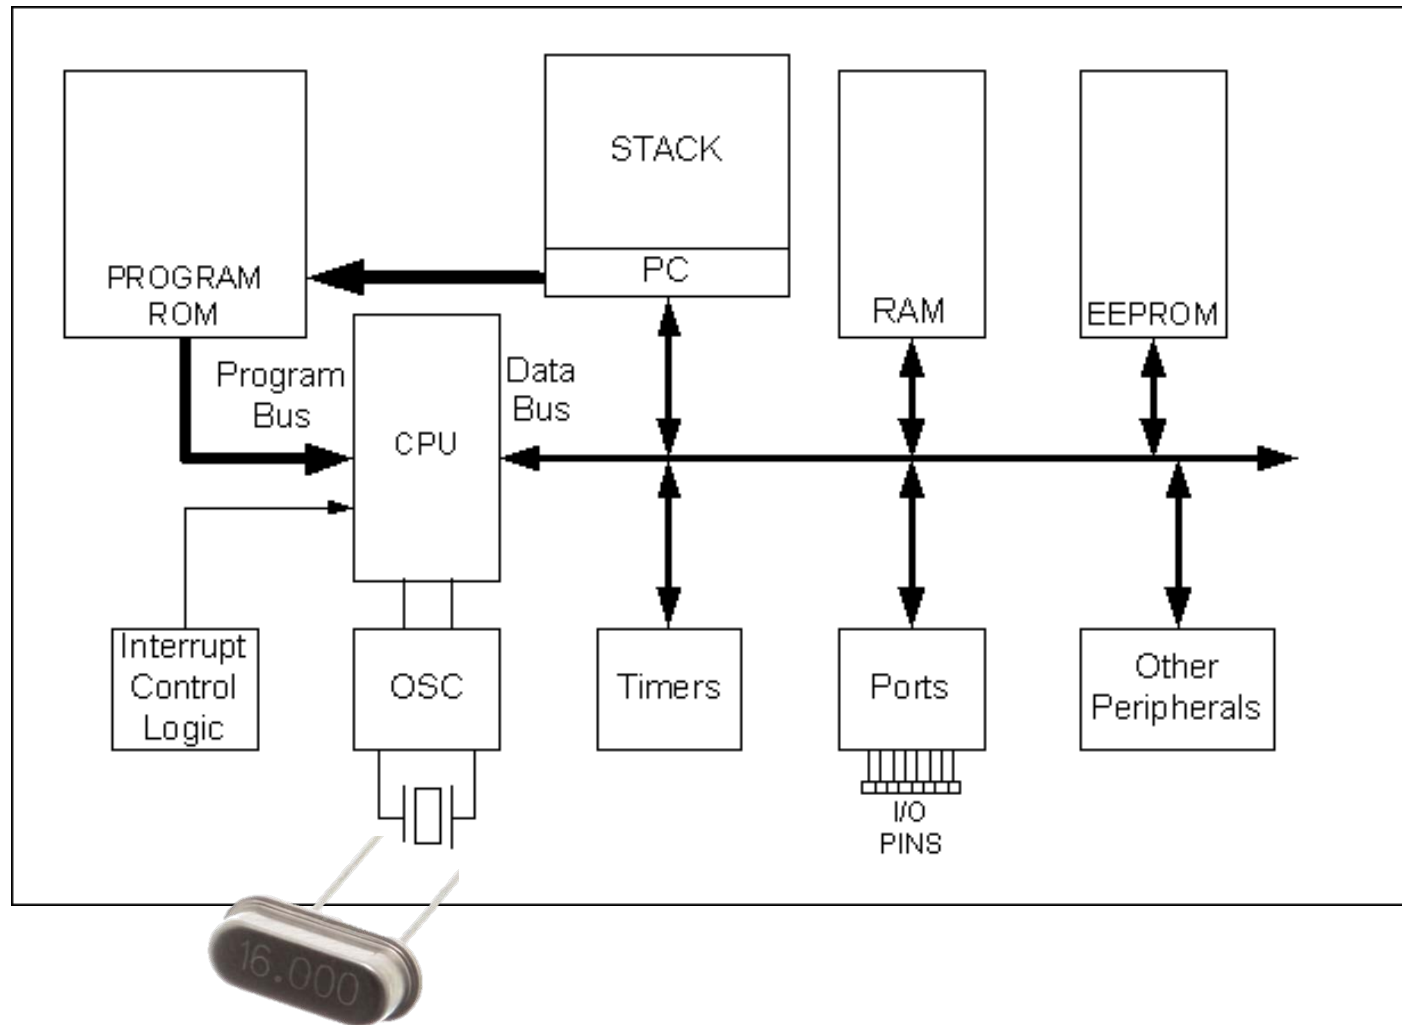 STACK
PC
PROGRAM
ROM
RAM
EEPROM
Program
Bus
Data
Bus
CPU
Interrupt
Control
Logic
OSC
Timers
Ports
Other
Peripherals
I/O
PINS
16.000